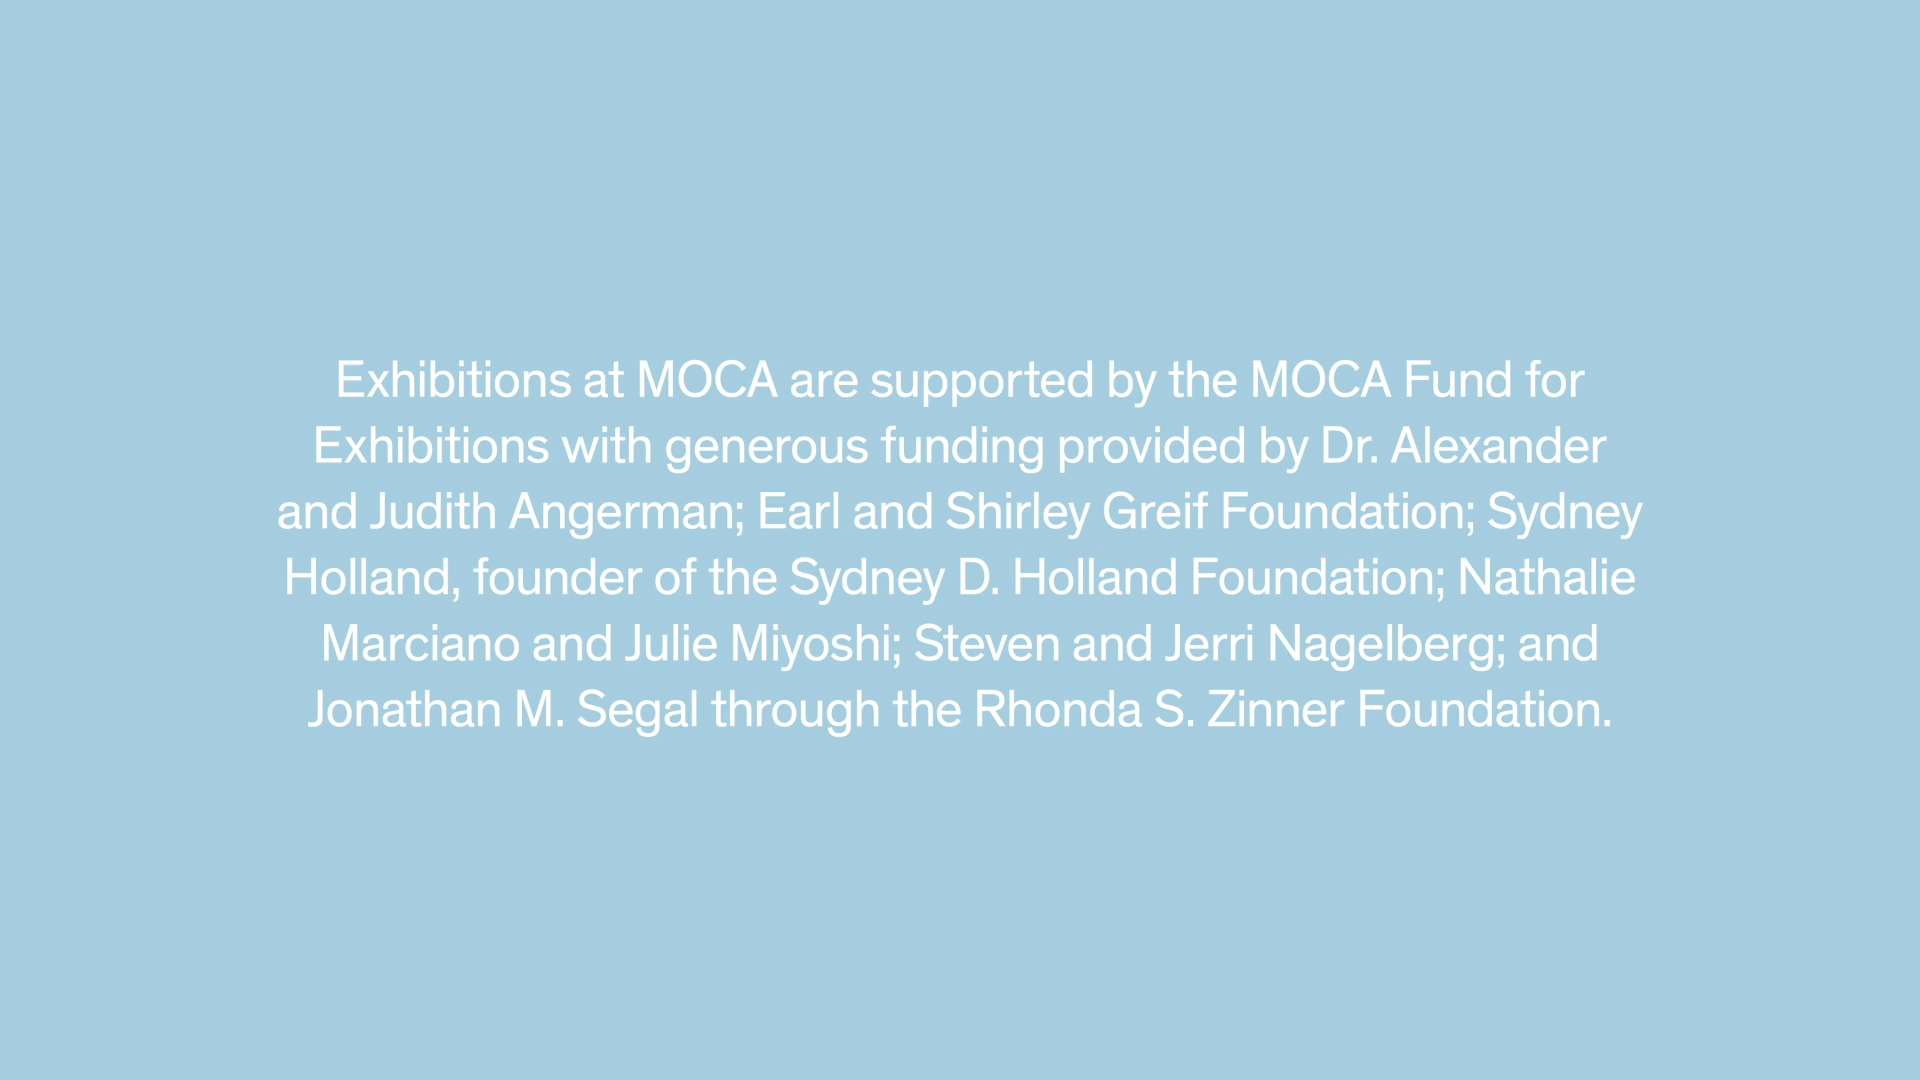 Exhibitions at MOCA are supported by the MOCA Fund for
Exhibitions with generous funding provided by Dr. Alexander
and Judith Angerman; Earl and Shirley Greif Foundation; Sydney
Holland, founder of the Sydney D. Holland Foundation; Nathalie
Marciano and Julie Miyoshi; Steven and Jerri Nagelberg; and
Jonathan M. Segal through the Rhonda S. Zinner Foundation.